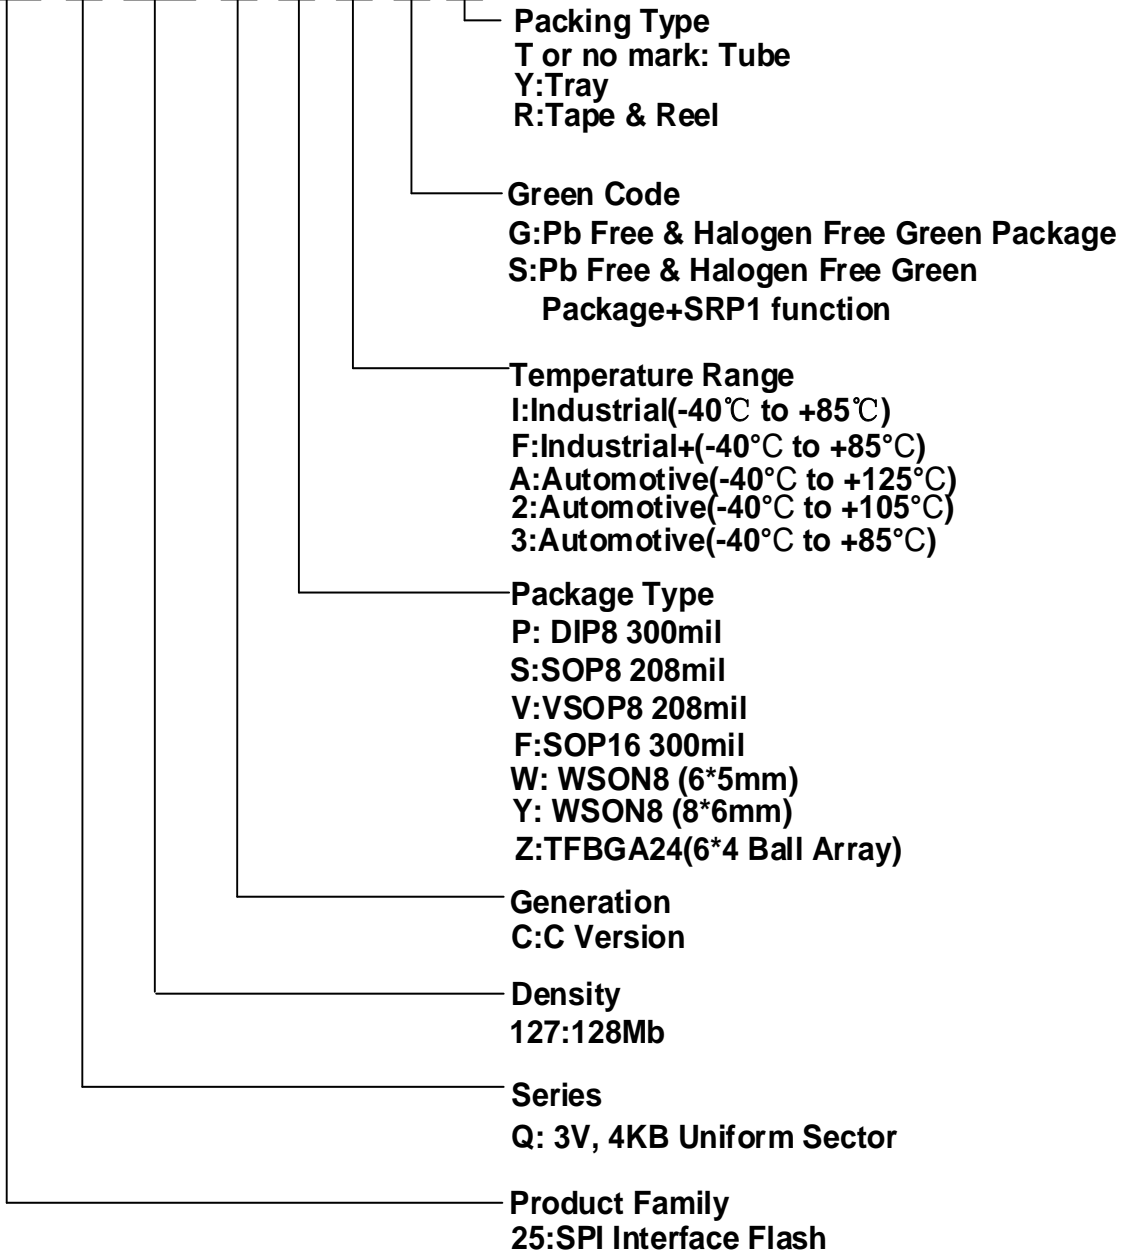 Packing Type
T or no mark: Tube
Y:Tray
R:Tape & Reel
Green Code
G:Pb Free & Halogen Free Green Package
S:Pb Free & Halogen Free Green
Package+SRP1 function
Temperature Range
I:Industrial(-40℃ to +85℃)
F:Industrial+(-40°C to +85°C)
A:Automotive(-40°C to +125°C)
2:Automotive(-40°C to +105°C)
3:Automotive(-40°C to +85°C)
Package Type
P: DIP8 300mil
S:SOP8 208mil
V:VSOP8 208mil
F:SOP16 300mil
W: WSON8 (6*5mm)
Y: WSON8 (8*6mm)
Z:TFBGA24(6*4 Ball Array)
Generation
C:C Version
Density
127:128Mb
Series
Q: 3V, 4KB Uniform Sector
Product Family
25:SPI Interface Flash